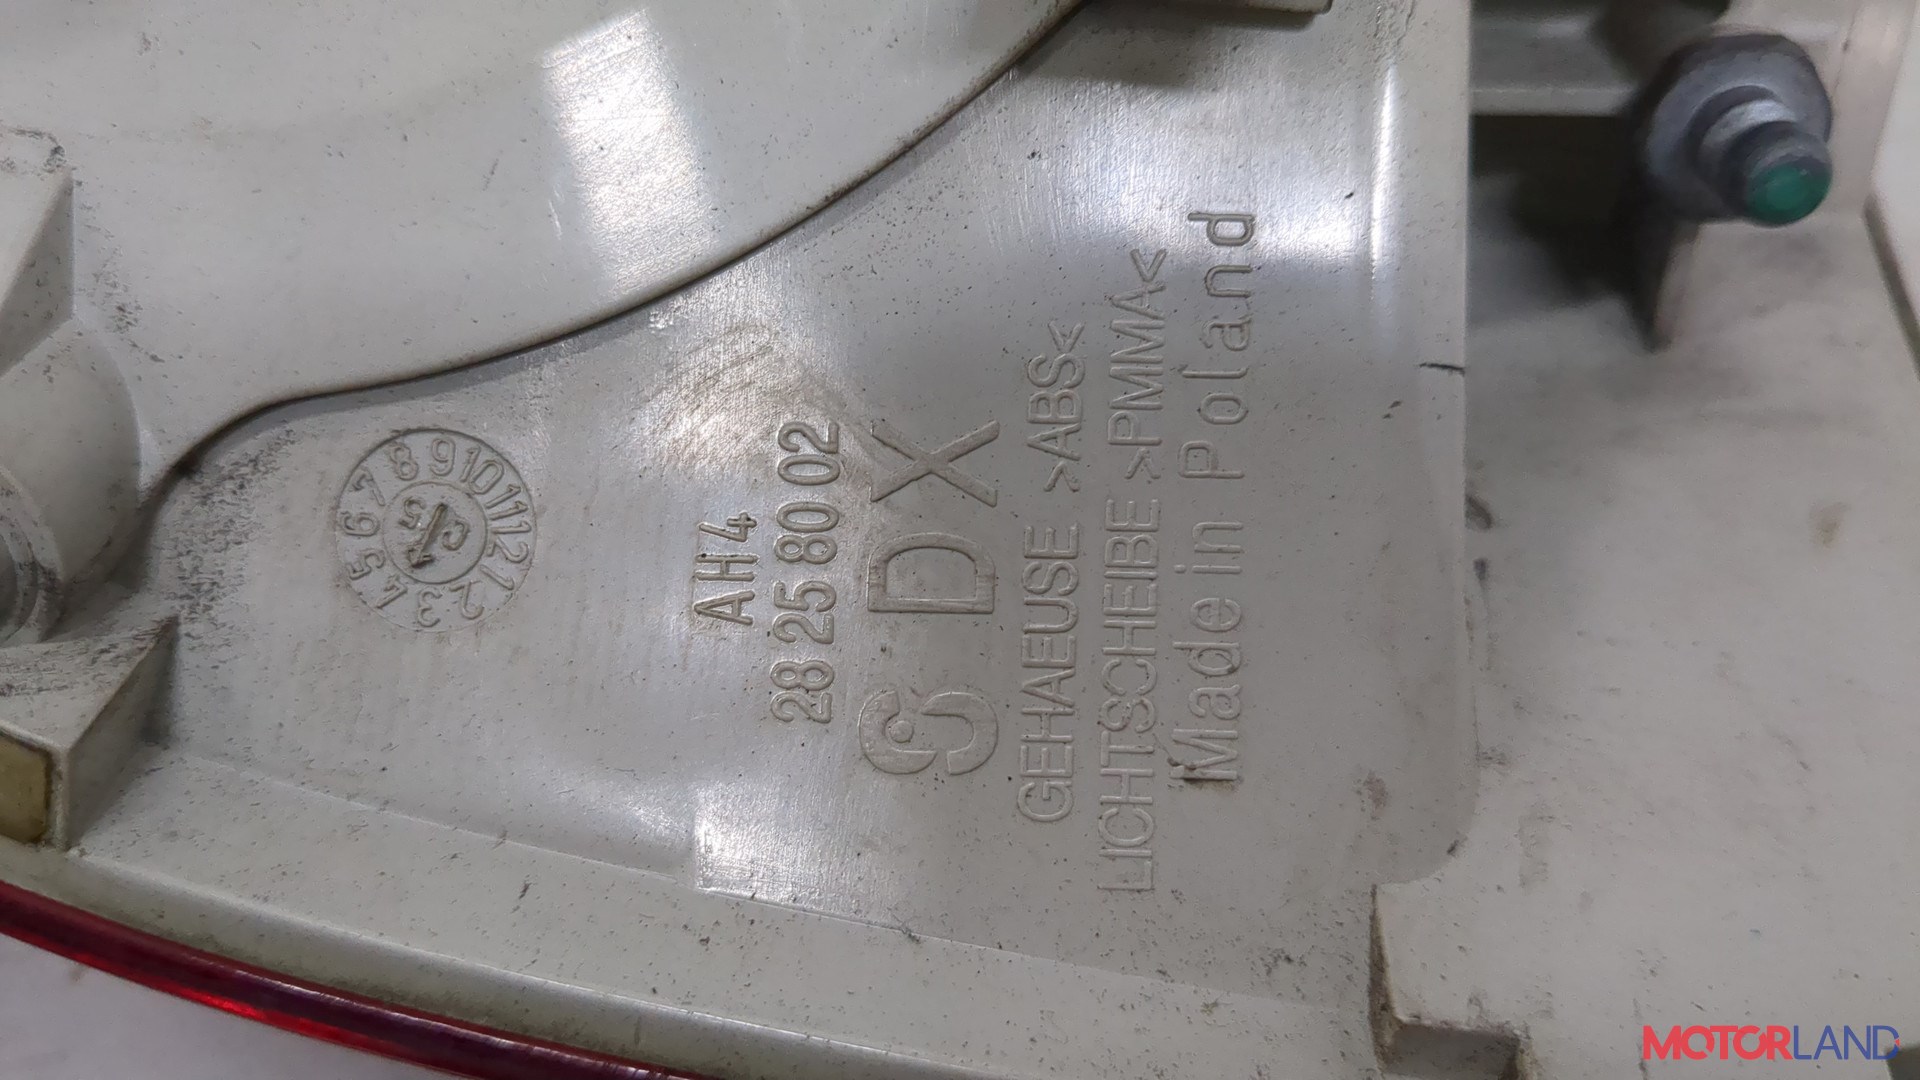 AH4
28 25 80 02
DX
GEHAEUSE >ABS<
LICHTSCHEIBE >PMMA<
Made in Poland
1 2 3 4 5 6 7 8 9 10 11 12
MOTORLAND